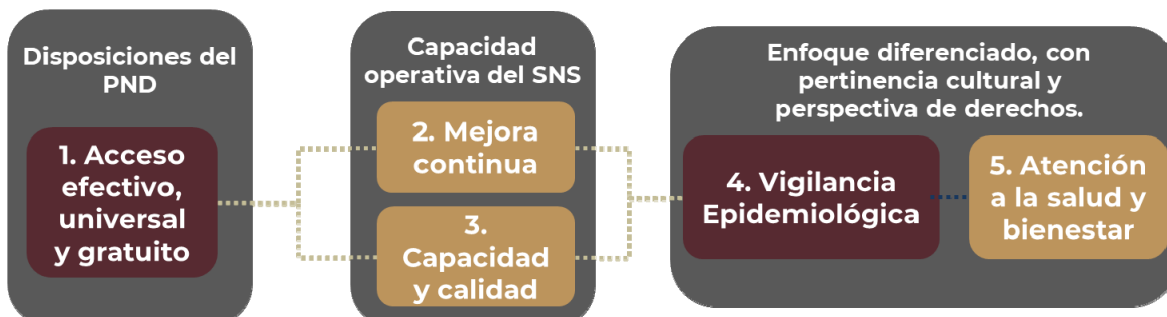 Disposiciones del
PND
1. Acceso
efectivo,
universal
y gratuito
Capacidad
operativa del SNS
2. Mejora
continua
3.
Capacidad
y calidad
Enfoque diferenciado, con
pertinencia cultural y
perspectiva de derechos.
4. Vigilancia
Epidemiológica
5. Atención
a la salud y
bienestar